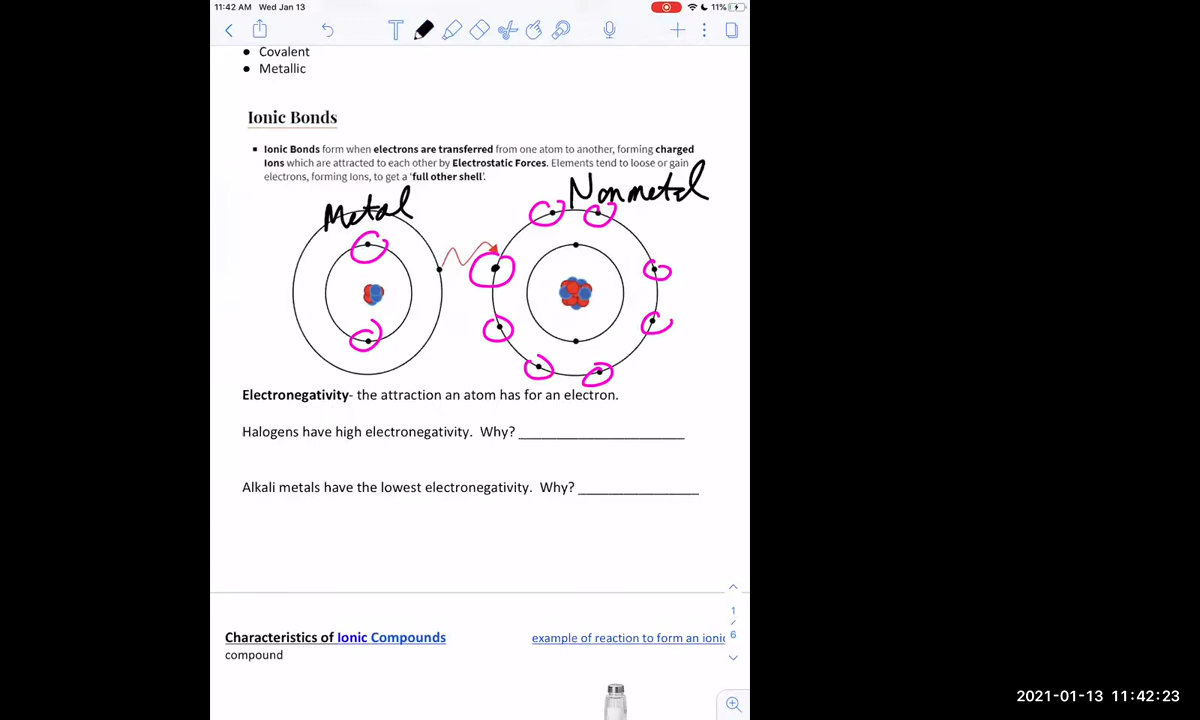 11:42 AM Wed Jan 13
11%
T
• Covalent
• Metallic
Ionic Bonds
▪ Ionic Bonds form when electrons are transferred from one atom to another, forming charged
Ions which are attracted to each other by Electrostatic Forces. Elements tend to loose or gain
electrons, forming Ions, to get a 'full other shell'.
Metal
Nonmetal
Electronegativity- the attraction an atom has for an electron.
Halogens have high electronegativity. Why? ________________________
Alkali metals have the lowest electronegativity. Why? _________________
1
/
6
Characteristics of Ionic Compounds
example of reaction to form an ionic
compound
2021-01-13 11:42:23